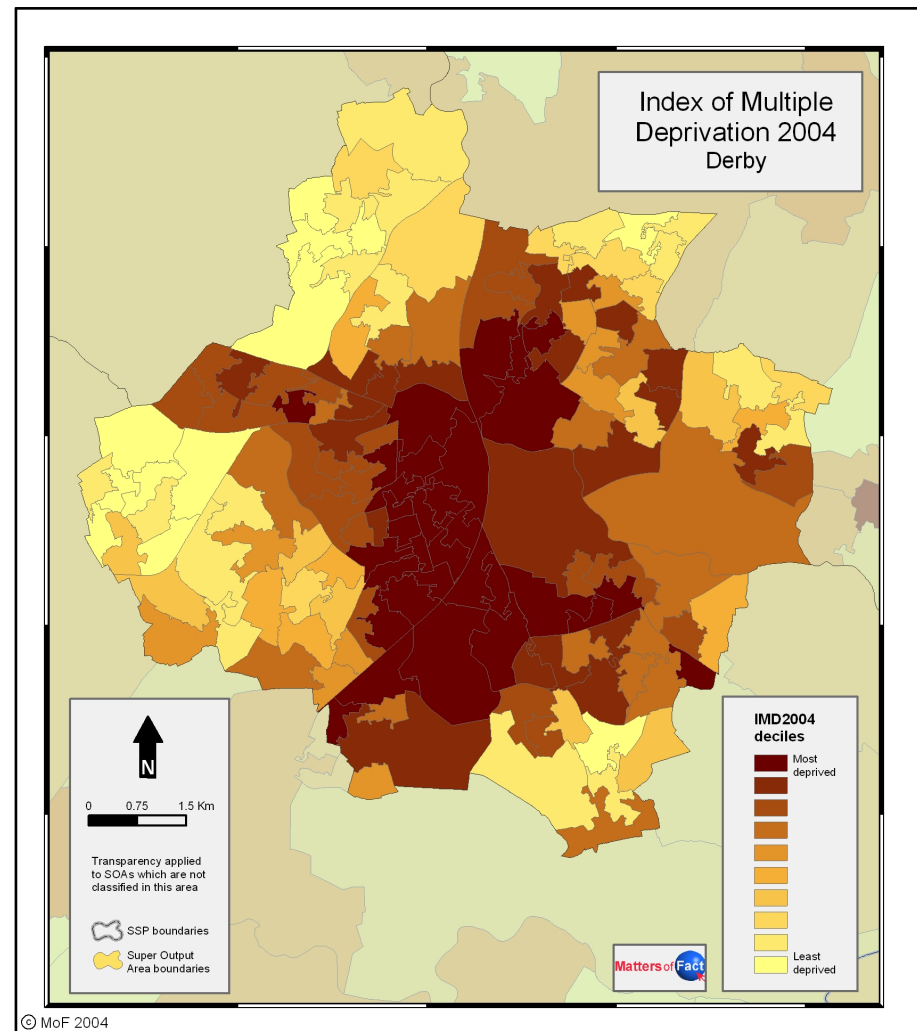 Index of Multiple
Deprivation 2004
Derby
N
0 0.75 1.5 Km
Transparency applied
to SOAs which are not
classified in this area
SSP boundaries
Super Output
Area boundaries
IMD2004
deciles
Most
deprived
Least
deprived
Matters of Fact
© MoF 2004